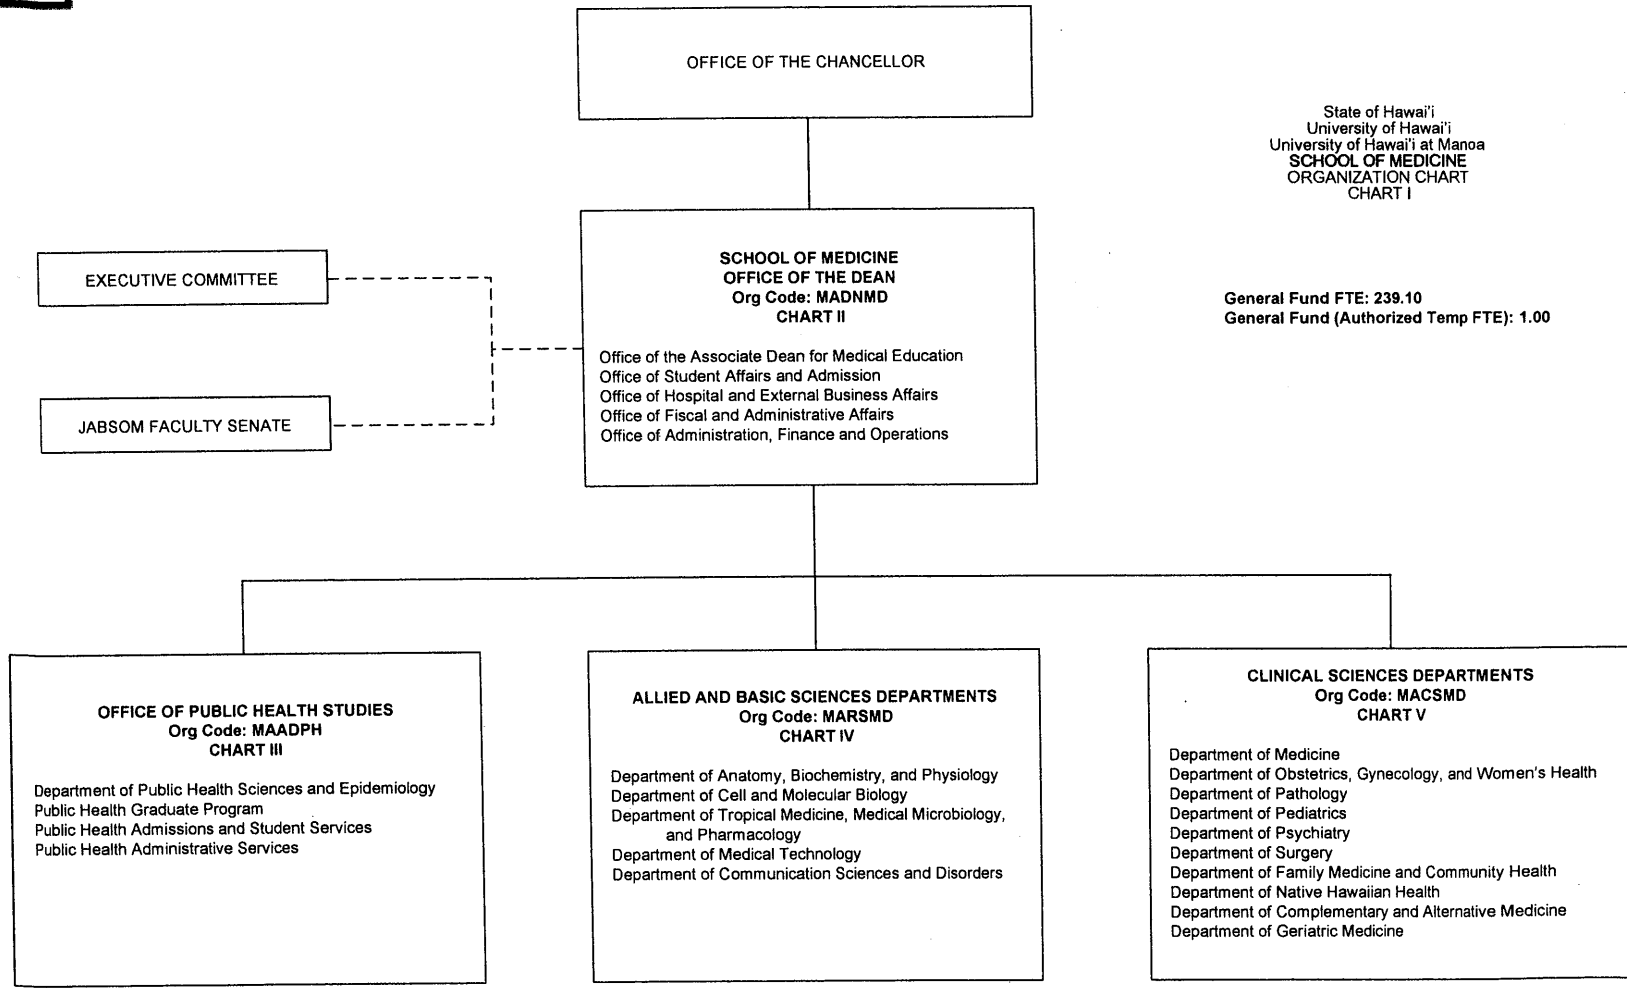 OFFICE OF THE CHANCELLOR
State of Hawai'i
University of Hawai'i
University of Hawai'i at Manoa
SCHOOL OF MEDICINE
ORGANIZATION CHART
CHART I
General Fund FTE: 239.10
General Fund (Authorized Temp FTE): 1.00
EXECUTIVE COMMITTEE
JABSOM FACULTY SENATE
SCHOOL OF MEDICINE
OFFICE OF THE DEAN
Org Code: MADNMD
CHART II
Office of the Associate Dean for Medical Education
Office of Student Affairs and Admission
Office of Hospital and External Business Affairs
Office of Fiscal and Administrative Affairs
Office of Administration, Finance and Operations
OFFICE OF PUBLIC HEALTH STUDIES
Org Code: MAADPH
CHART III
Department of Public Health Sciences and Epidemiology
Public Health Graduate Program
Public Health Admissions and Student Services
Public Health Administrative Services
ALLIED AND BASIC SCIENCES DEPARTMENTS
Org Code: MARSMD
CHART IV
Department of Anatomy, Biochemistry, and Physiology
Department of Cell and Molecular Biology
Department of Tropical Medicine, Medical Microbiology,
and Pharmacology
Department of Medical Technology
Department of Communication Sciences and Disorders
CLINICAL SCIENCES DEPARTMENTS
Org Code: MACSMD
CHART V
Department of Medicine
Department of Obstetrics, Gynecology, and Women's Health
Department of Pathology
Department of Pediatrics
Department of Psychiatry
Department of Surgery
Department of Family Medicine and Community Health
Department of Native Hawaiian Health
Department of Complementary and Alternative Medicine
Department of Geriatric Medicine